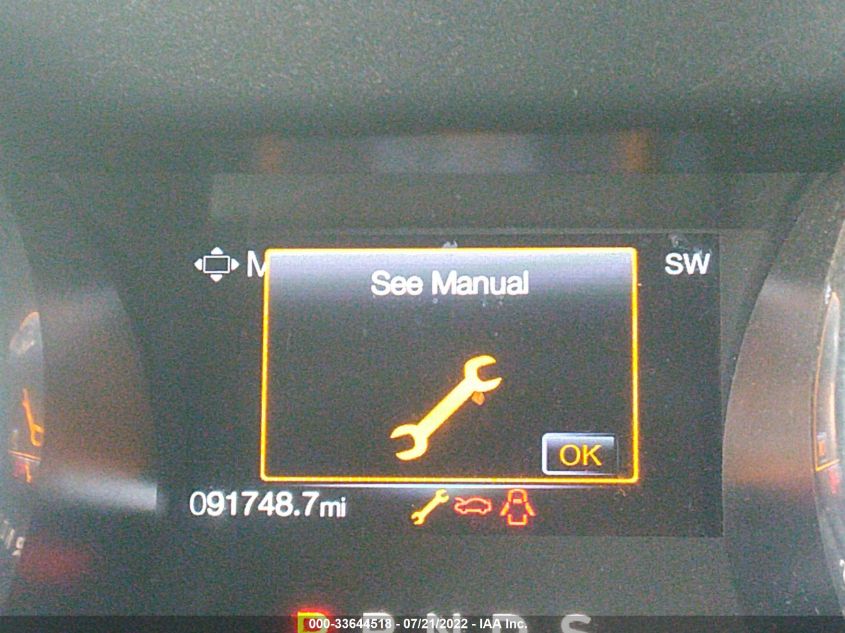 M
SW
See Manual
OK
091748.7mi
P R N D S
000-33644518 - 07/21/2022 - IAA Inc.